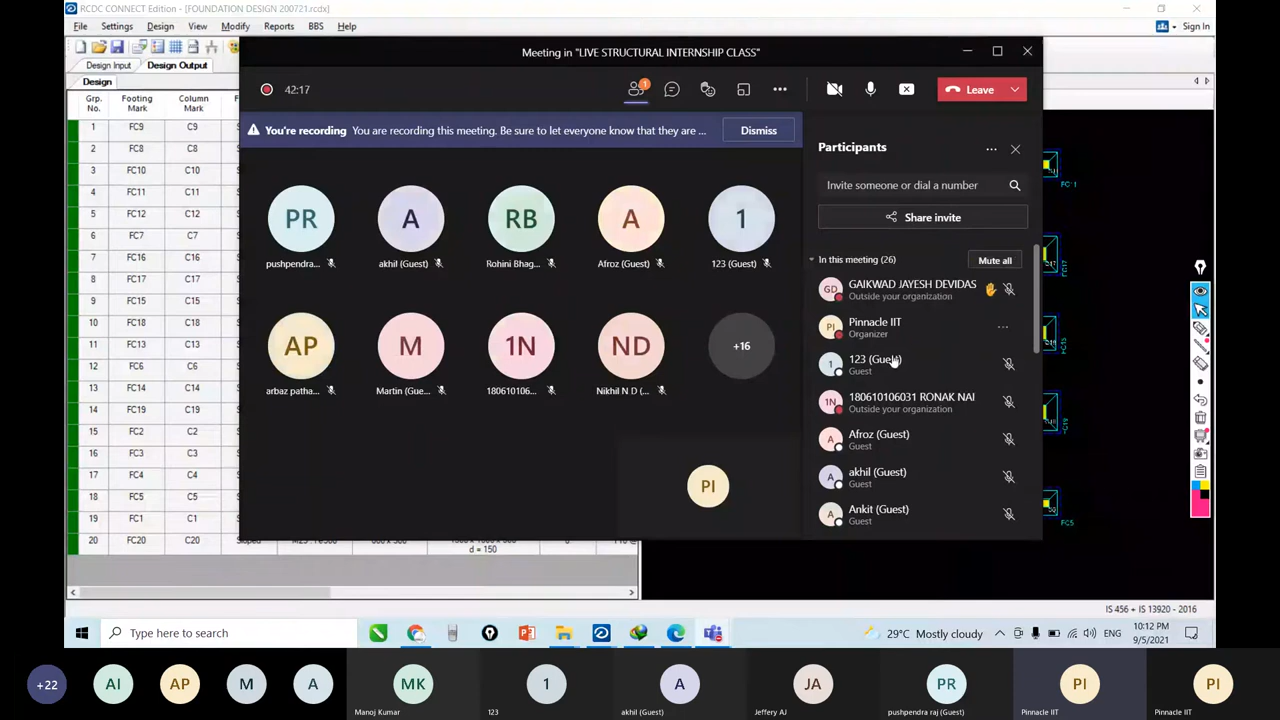 RCDC CONNECT Edition - [FOUNDATION DESIGN 200721.rcdx]
File Settings Design View Modify Reports BBS Help
Sign In
Design Input Design Output
Design
Grp. No. Footing Mark Column Mark
1 FC9 C9
2 FC8 C8
3 FC10 C10
4 FC11 C11
5 FC12 C12
6 FC7 C7
7 FC16 C16
8 FC17 C17
9 FC15 C15
10 FC18 C18
11 FC13 C13
12 FC6 C6
13 FC14 C14
14 FC19 C19
15 FC2 C2
16 FC3 C3
17 FC4 C4
18 FC5 C5
19 FC1 C1
20 FC20 C20
d = 150
Meeting in "LIVE STRUCTURAL INTERNSHIP CLASS"
42:17
1
Leave
You're recording You are recording this meeting. Be sure to let everyone know that they are ...
Dismiss
PR A RB A 1
pushpendra... akhil (Guest) Rohini Bhag... Afroz (Guest) 123 (Guest)
AP M 1N ND +16
arbaz patha... Martin (Gue... 180610106... Nikhil N D (...
PI
Participants
Invite someone or dial a number
Share invite
In this meeting (26)
Mute all
GD GAIKWAD JAYESH DEVIDAS
Outside your organization
PI Pinnacle IIT
Organizer
1 123 (Guest)
Guest
1N 180610106031 RONAK NAI
Outside your organization
A Afroz (Guest)
Guest
A akhil (Guest)
Guest
A Ankit (Guest)
Guest
FC11
FC5
IS 456 + IS 13920 - 2016
Type here to search
29°C Mostly cloudy
ENG
10:12 PM
9/5/2021
+22 AI AP M A MK 1 A JA PR PI PI
Manoj Kumar 123 akhil (Guest) Jeffery AJ pushpendra raj (Guest) Pinnacle IIT Pinnacle IIT